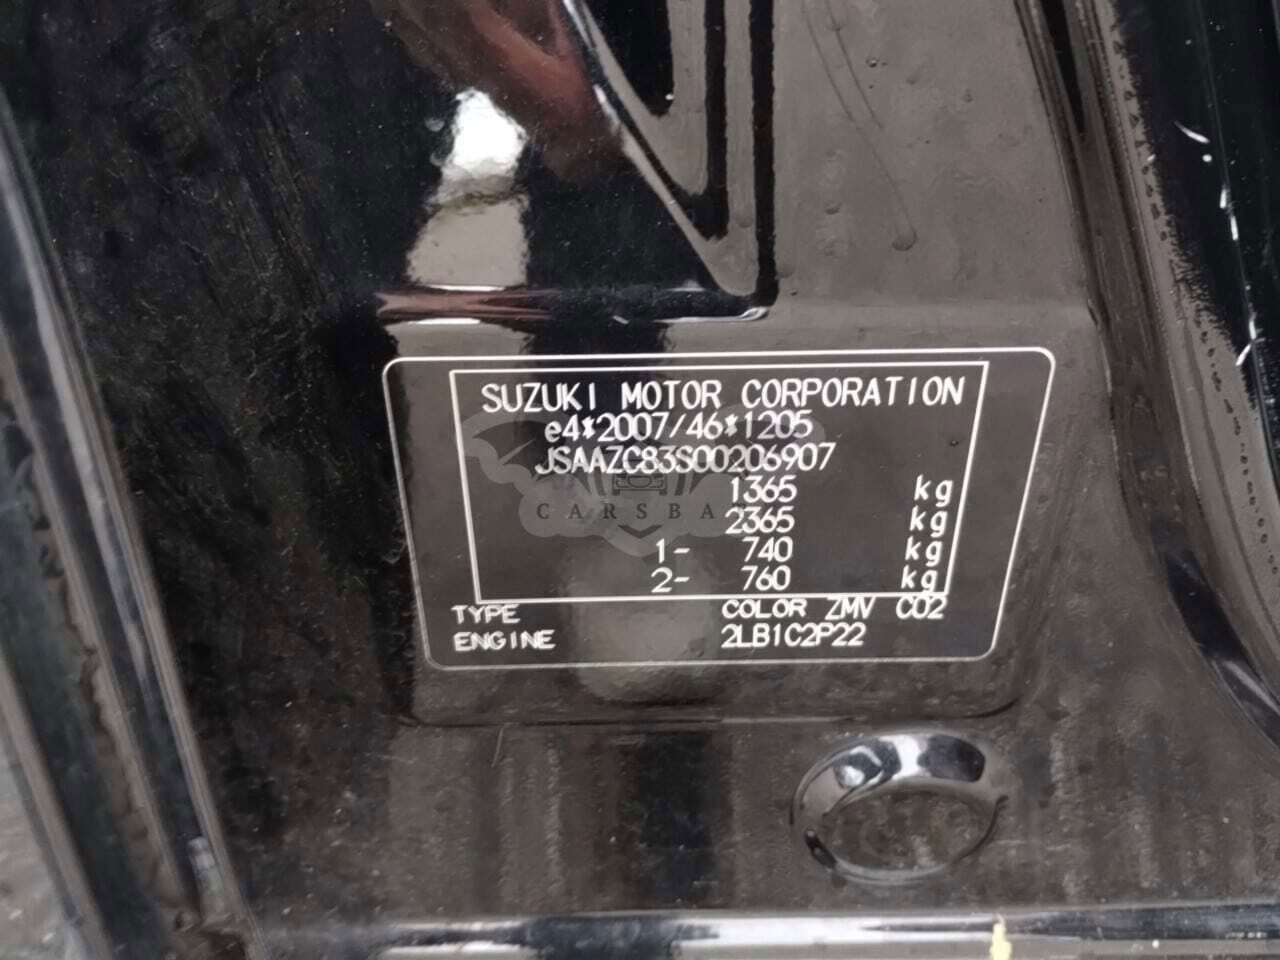 SUZUKI MOTOR CORPORATION
e4*2007/46*1205
JSAAZC83S00206907
1365 kg
2365 kg
1- 740 kg
2- 760 kg
TYPE COLOR ZMV C02
ENGINE 2LB1C2P22